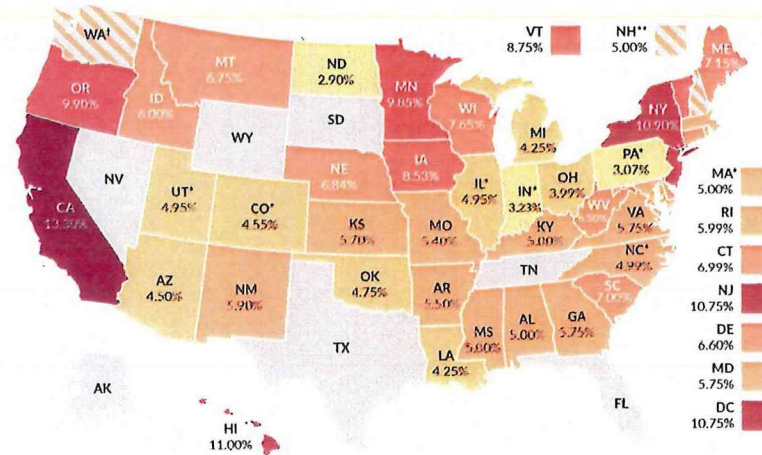 WA†
VT
8.75%
NH**
5.00%
ME
7.15%
MT
6.75%
ND
2.90%
OR
9.90%
ID
6.00%
MN
9.85%
WI
7.65%
NY
10.90%
SD
WY
MI
4.25%
IA
8.53%
NE
6.84%
PA*
3.07%
NV
UT*
4.95%
CO*
4.55%
IL*
4.95%
IN*
3.23%
OH
3.99%
MA*
5.00%
CA
13.30%
KS
5.70%
MO
5.40%
KY
5.00%
WV
6.50%
VA
5.75%
RI
5.99%
NC*
4.99%
CT
6.99%
TN
AZ
4.50%
NM
5.90%
OK
4.75%
AR
5.50%
SC
7.00%
NJ
10.75%
MS
5.00%
AL
5.00%
GA
5.75%
DE
6.60%
TX
LA
4.25%
MD
5.75%
AK
FL
DC
10.75%
HI
11.00%